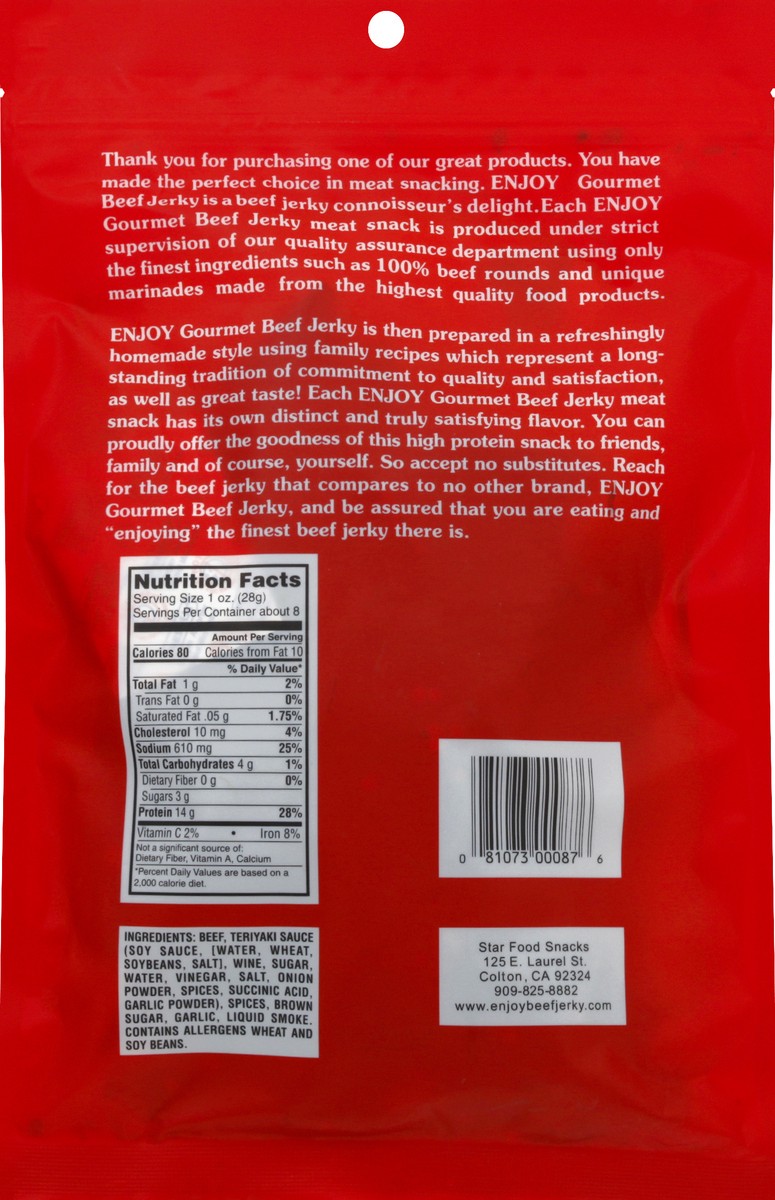 Thank you for purchasing one of our great products. You have
made the perfect choice in meat snacking. ENJOY Gourmet
Beef Jerky is a beef jerky connoisseur's delight. Each ENJOY
Gourmet Beef Jerky meat snack is produced under strict
supervision of our quality assurance department using only
the finest ingredients such as 100% beef rounds and unique
marinades made from the highest quality food products.
ENJOY Gourmet Beef Jerky is then prepared in a refreshingly
homemade style using family recipes which represent a long-
standing tradition of commitment to quality and satisfaction,
as well as great taste! Each ENJOY Gourmet Beef Jerky meat
snack has its own distinct and truly satisfying flavor. You can
proudly offer the goodness of this high protein snack to friends,
family and of course, yourself. So accept no substitutes. Reach
for the beef jerky that compares to no other brand, ENJOY
Gourmet Beef Jerky, and be assured that you are eating and
"enjoying" the finest beef jerky there is.
Nutrition Facts
Serving Size 1 oz. (28g)
Servings Per Container about 8
Amount Per Serving
Calories 80 Calories from Fat 10
% Daily Value*
Total Fat 1 g 2%
Trans Fat 0 g 0%
Saturated Fat .05 g 1.75%
Cholesterol 10 mg 4%
Sodium 610 mg 25%
Total Carbohydrates 4 g 1%
Dietary Fiber 0 g 0%
Sugars 3 g
Protein 14 g 28%
Vitamin C 2% • Iron 8%
Not a significant source of:
Dietary Fiber, Vitamin A, Calcium
*Percent Daily Values are based on a
2,000 calorie diet.
INGREDIENTS: BEEF, TERIYAKI SAUCE
(SOY SAUCE, [WATER, WHEAT,
SOYBEANS, SALT], WINE, SUGAR,
WATER, VINEGAR, SALT, ONION
POWDER, SPICES, SUCCINIC ACID,
GARLIC POWDER), SPICES, BROWN
SUGAR, GARLIC, LIQUID SMOKE.
CONTAINS ALLERGENS WHEAT AND
SOY BEANS.
0 81073 00087 6
Star Food Snacks
125 E. Laurel St.
Colton, CA 92324
909-825-8882
www.enjoybeefjerky.com